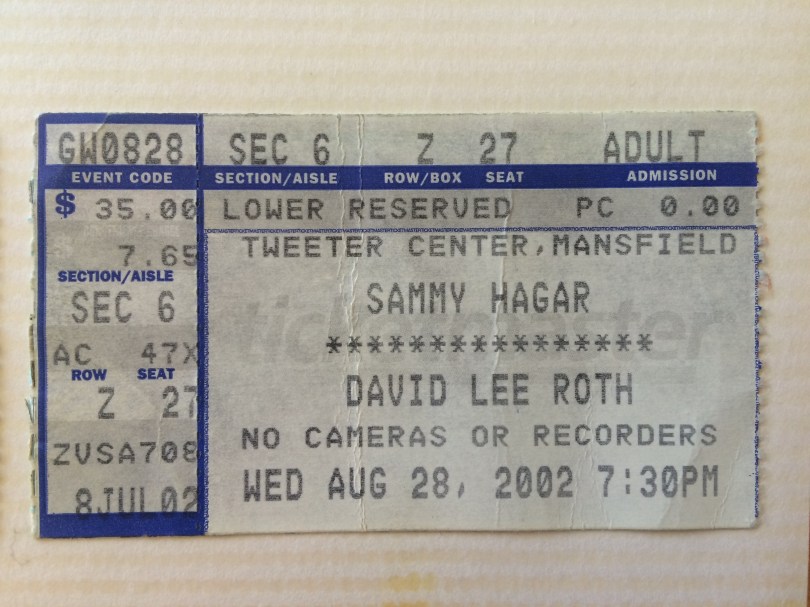 GW0828 SEC 6 Z 27 ADULT
EVENT CODE SECTION/AISLE ROW/BOX SEAT ADMISSION
$ 35.00 LOWER RESERVED PC 0.00
7.65 TWEETER CENTER, MANSFIELD
SECTION/AISLE
SEC 6 SAMMY HAGAR
ticketmaster
AC 47X ****************
ROW SEAT
Z 27 DAVID LEE ROTH
ZVSA708 NO CAMERAS OR RECORDERS
8JUL02 WED AUG 28, 2002 7:30PM